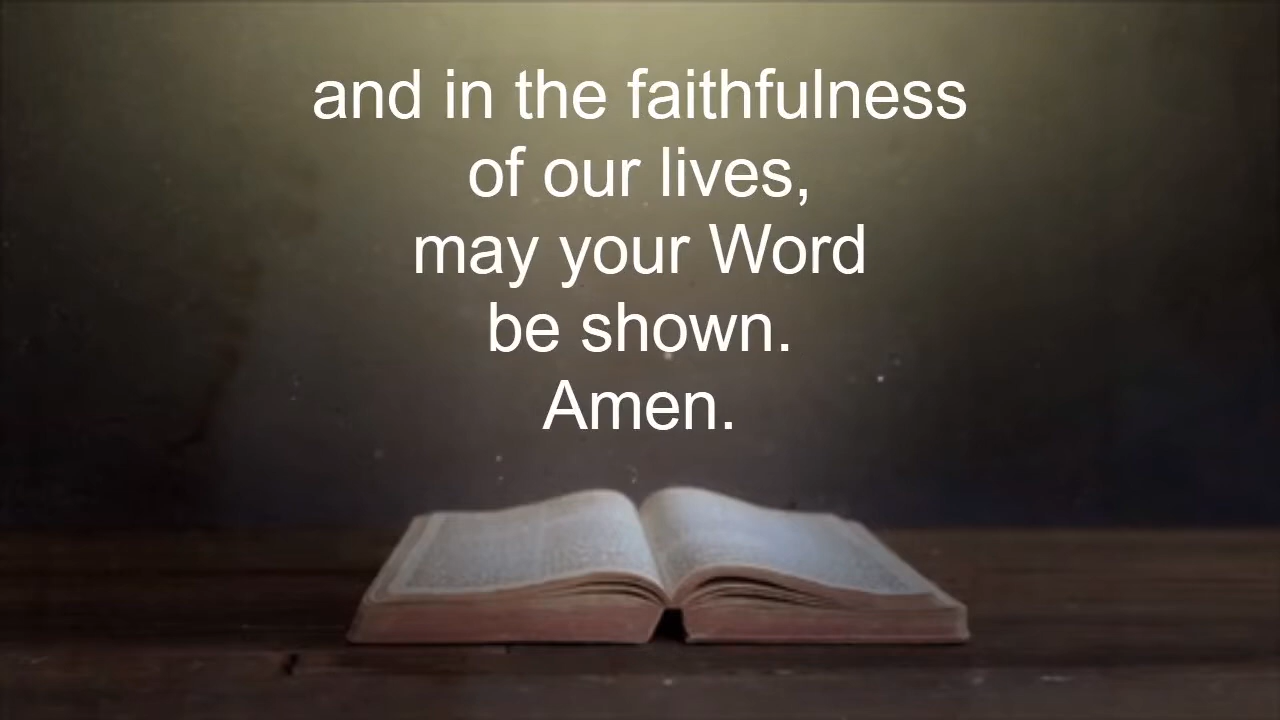 and in the faithfulness
of our lives,
may your Word
be shown.
Amen.